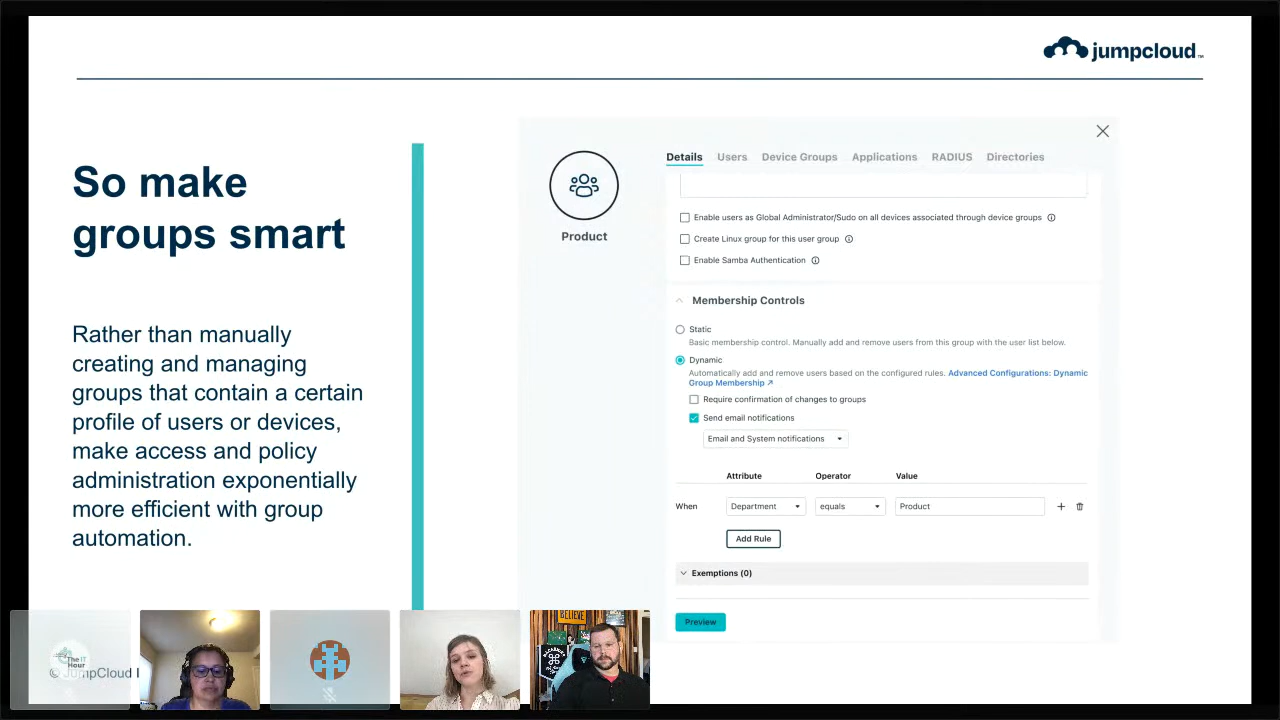 jumpcloud™
So make
groups smart
Rather than manually
creating and managing
groups that contain a certain
profile of users or devices,
make access and policy
administration exponentially
more efficient with group
automation.
Product
Details Users Device Groups Applications RADIUS Directories
Enable users as Global Administrator/Sudo on all devices associated through device groups
Create Linux group for this user group
Enable Samba Authentication
Membership Controls
Static
Basic membership control. Manually add and remove users from this group with the user list below.
Dynamic
Automatically add and remove users based on the configured rules. Advanced Configurations: Dynamic
Group Membership ↗
Require confirmation of changes to groups
Send email notifications
Email and System notifications
Attribute Operator Value
When Department equals Product
Add Rule
Exemptions (0)
Preview
The IT
Hour
© JumpCloud
BELIEVE